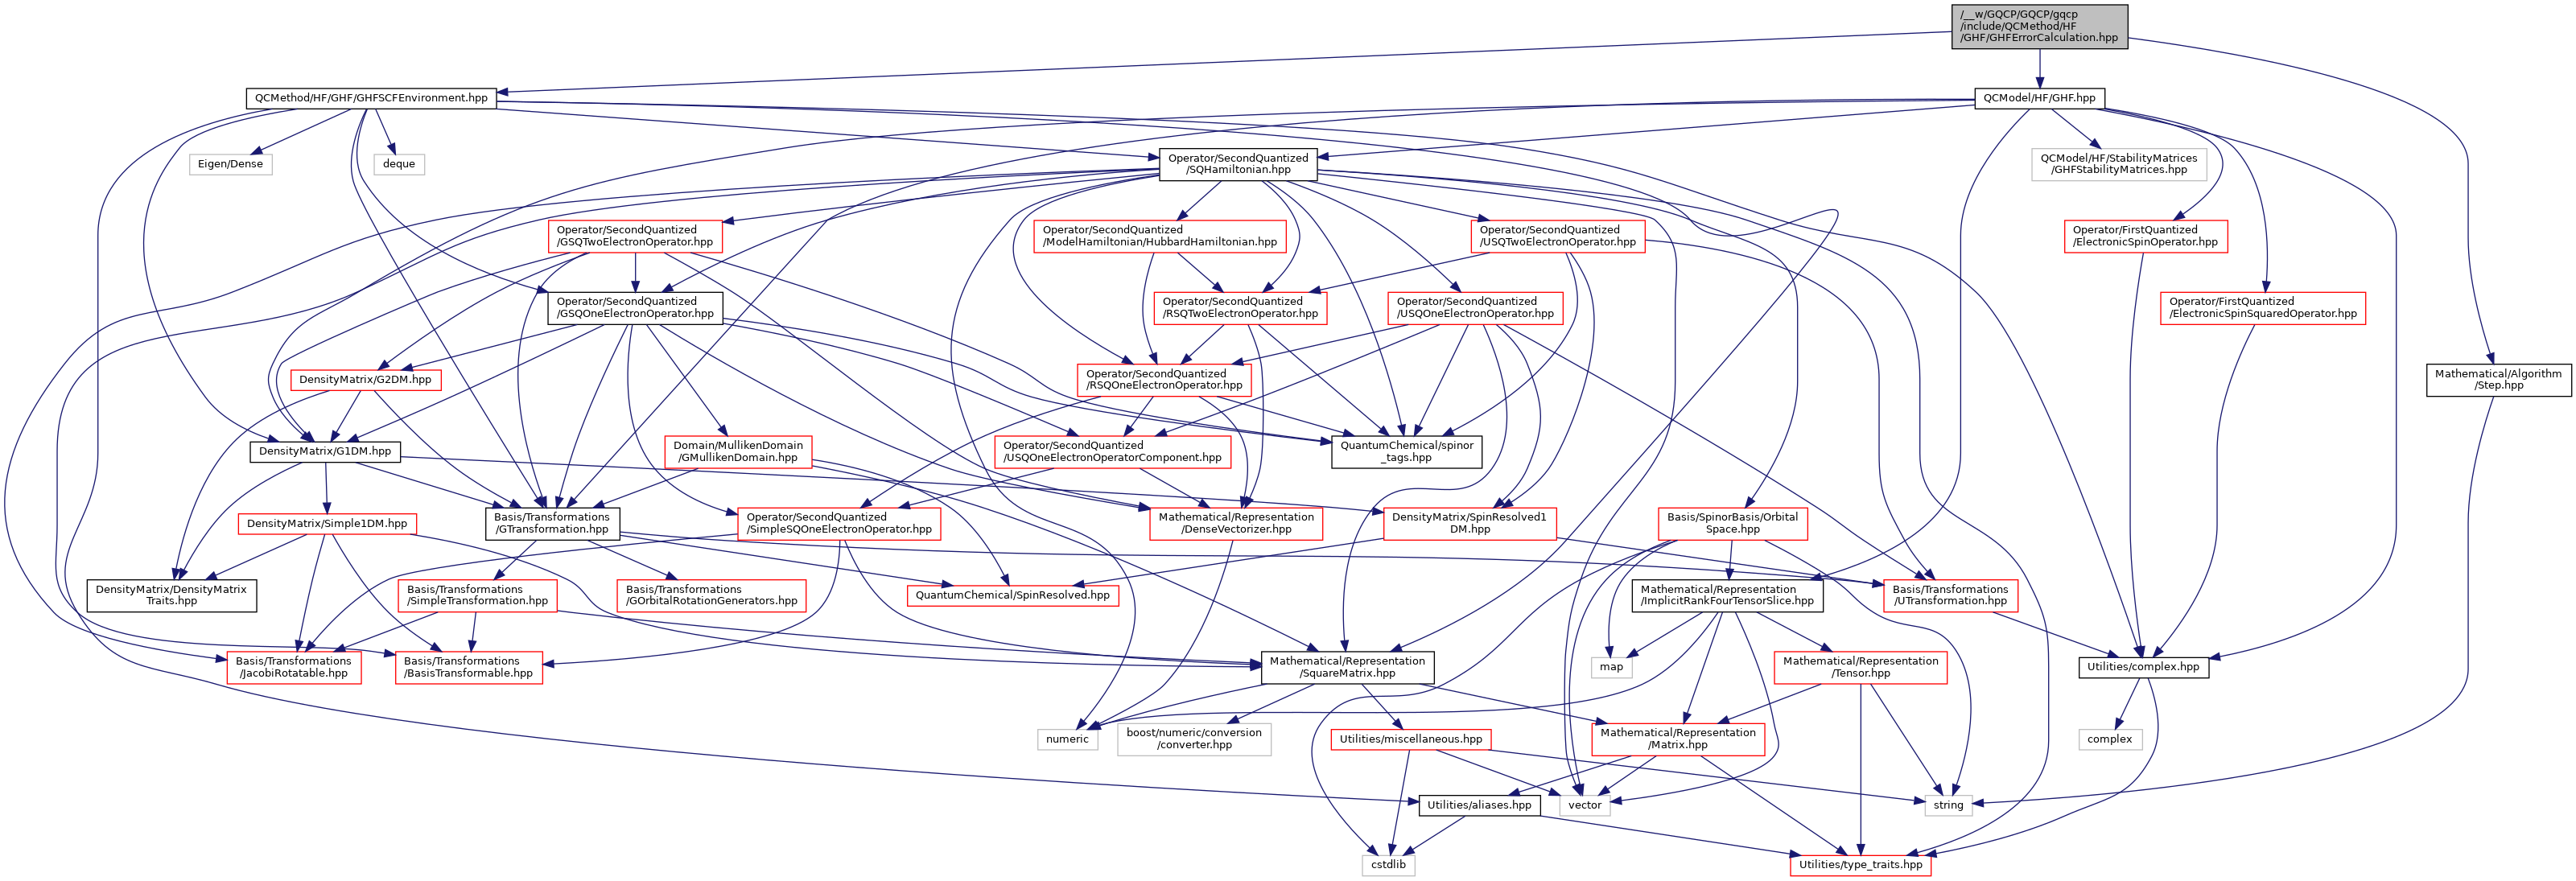 /__w/GQCP/GQCP/gqcp
/include/QCMethod/HF
/GHF/GHFErrorCalculation.hpp
QCMethod/HF/GHF/GHFSCFEnvironment.hpp
QCModel/HF/GHF.hpp
Eigen/Dense
deque
Operator/SecondQuantized
/SQHamiltonian.hpp
QCModel/HF/StabilityMatrices
/GHFStabilityMatrices.hpp
Operator/SecondQuantized
/GSQTwoElectronOperator.hpp
Operator/SecondQuantized
/ModelHamiltonian/HubbardHamiltonian.hpp
Operator/SecondQuantized
/USQTwoElectronOperator.hpp
Operator/FirstQuantized
/ElectronicSpinOperator.hpp
Operator/SecondQuantized
/GSQOneElectronOperator.hpp
Operator/SecondQuantized
/RSQTwoElectronOperator.hpp
Operator/SecondQuantized
/USQOneElectronOperator.hpp
Operator/FirstQuantized
/ElectronicSpinSquaredOperator.hpp
DensityMatrix/G2DM.hpp
Operator/SecondQuantized
/RSQOneElectronOperator.hpp
Mathematical/Algorithm
/Step.hpp
DensityMatrix/G1DM.hpp
Domain/MullikenDomain
/GMullikenDomain.hpp
Operator/SecondQuantized
/USQOneElectronOperatorComponent.hpp
QuantumChemical/spinor
_tags.hpp
DensityMatrix/Simple1DM.hpp
Basis/Transformations
/GTransformation.hpp
Operator/SecondQuantized
/SimpleSQOneElectronOperator.hpp
Mathematical/Representation
/DenseVectorizer.hpp
DensityMatrix/SpinResolved1
DM.hpp
Basis/SpinorBasis/Orbital
Space.hpp
DensityMatrix/DensityMatrix
Traits.hpp
Basis/Transformations
/SimpleTransformation.hpp
Basis/Transformations
/GOrbitalRotationGenerators.hpp
QuantumChemical/SpinResolved.hpp
Mathematical/Representation
/ImplicitRankFourTensorSlice.hpp
Basis/Transformations
/UTransformation.hpp
Basis/Transformations
/JacobiRotatable.hpp
Basis/Transformations
/BasisTransformable.hpp
Mathematical/Representation
/SquareMatrix.hpp
map
Mathematical/Representation
/Tensor.hpp
Utilities/complex.hpp
numeric
boost/numeric/conversion
/converter.hpp
Utilities/miscellaneous.hpp
Mathematical/Representation
/Matrix.hpp
complex
Utilities/aliases.hpp
vector
string
cstdlib
Utilities/type_traits.hpp